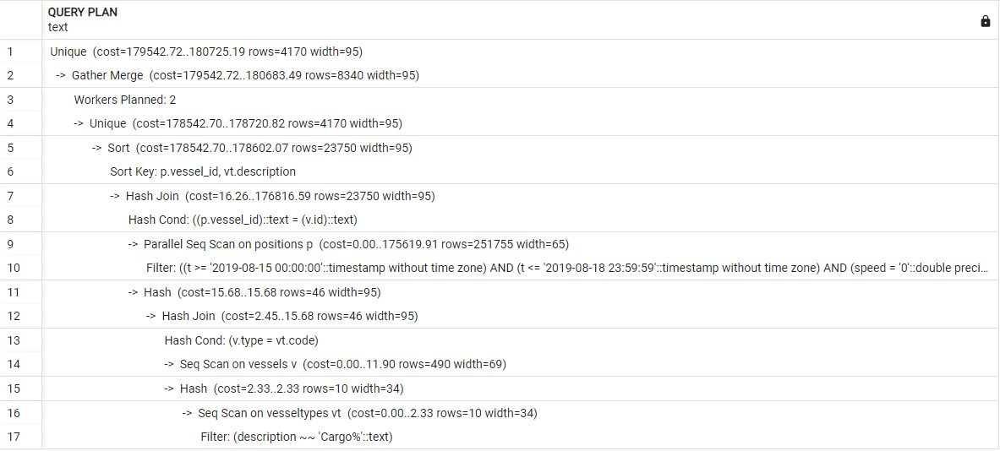 QUERY PLAN
text
1 Unique (cost=179542.72..180725.19 rows=4170 width=95)
2 -> Gather Merge (cost=179542.72..180683.49 rows=8340 width=95)
3 Workers Planned: 2
4 -> Unique (cost=178542.70..178720.82 rows=4170 width=95)
5 -> Sort (cost=178542.70..178602.07 rows=23750 width=95)
6 Sort Key: p.vessel_id, vt.description
7 -> Hash Join (cost=16.26..176816.59 rows=23750 width=95)
8 Hash Cond: ((p.vessel_id)::text = (v.id)::text)
9 -> Parallel Seq Scan on positions p (cost=0.00..175619.91 rows=251755 width=65)
10 Filter: ((t >= '2019-08-15 00:00:00'::timestamp without time zone) AND (t <= '2019-08-18 23:59:59'::timestamp without time zone) AND (speed = '0'::double preci...
11 -> Hash (cost=15.68..15.68 rows=46 width=95)
12 -> Hash Join (cost=2.45..15.68 rows=46 width=95)
13 Hash Cond: (v.type = vt.code)
14 -> Seq Scan on vessels v (cost=0.00..11.90 rows=490 width=69)
15 -> Hash (cost=2.33..2.33 rows=10 width=34)
16 -> Seq Scan on vesseltypes vt (cost=0.00..2.33 rows=10 width=34)
17 Filter: (description ~~ 'Cargo%'::text)